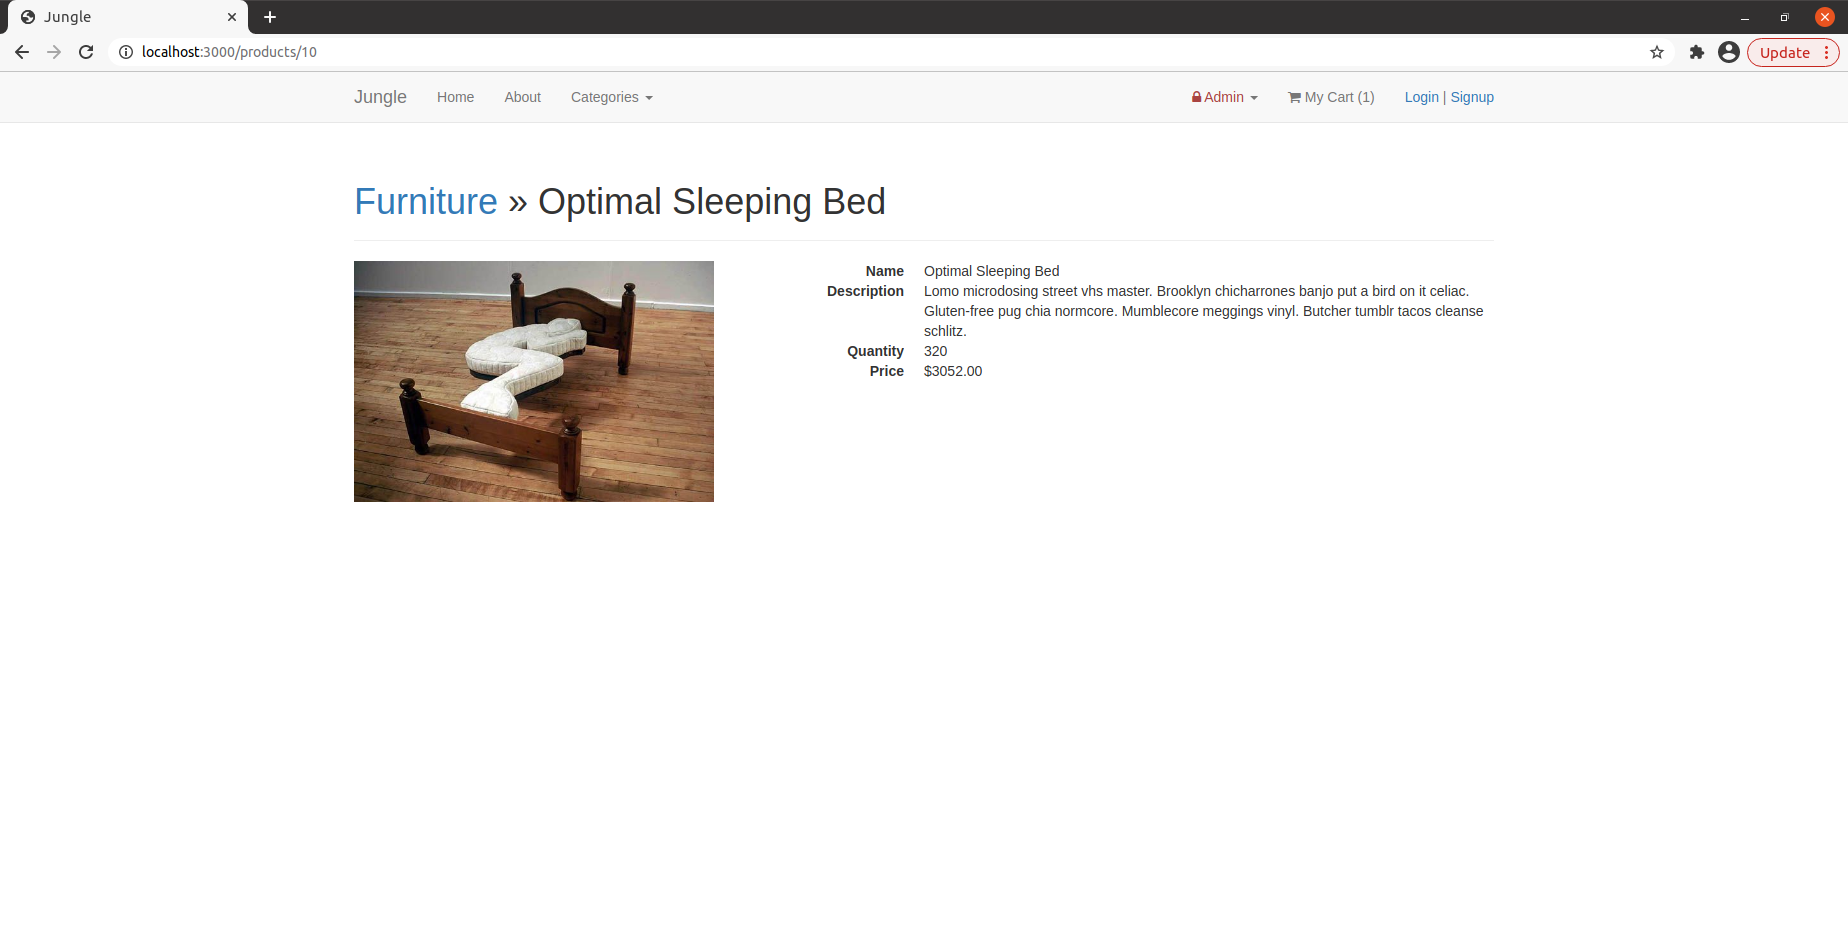 Jungle
localhost:3000/products/10
Update
Jungle Home About Categories Admin My Cart (1) Login | Signup
Furniture » Optimal Sleeping Bed
Name Optimal Sleeping Bed
Description Lomo microdosing street vhs master. Brooklyn chicharrones banjo put a bird on it celiac.
Gluten-free pug chia normcore. Mumblecore meggings vinyl. Butcher tumblr tacos cleanse
schlitz.
Quantity 320
Price $3052.00